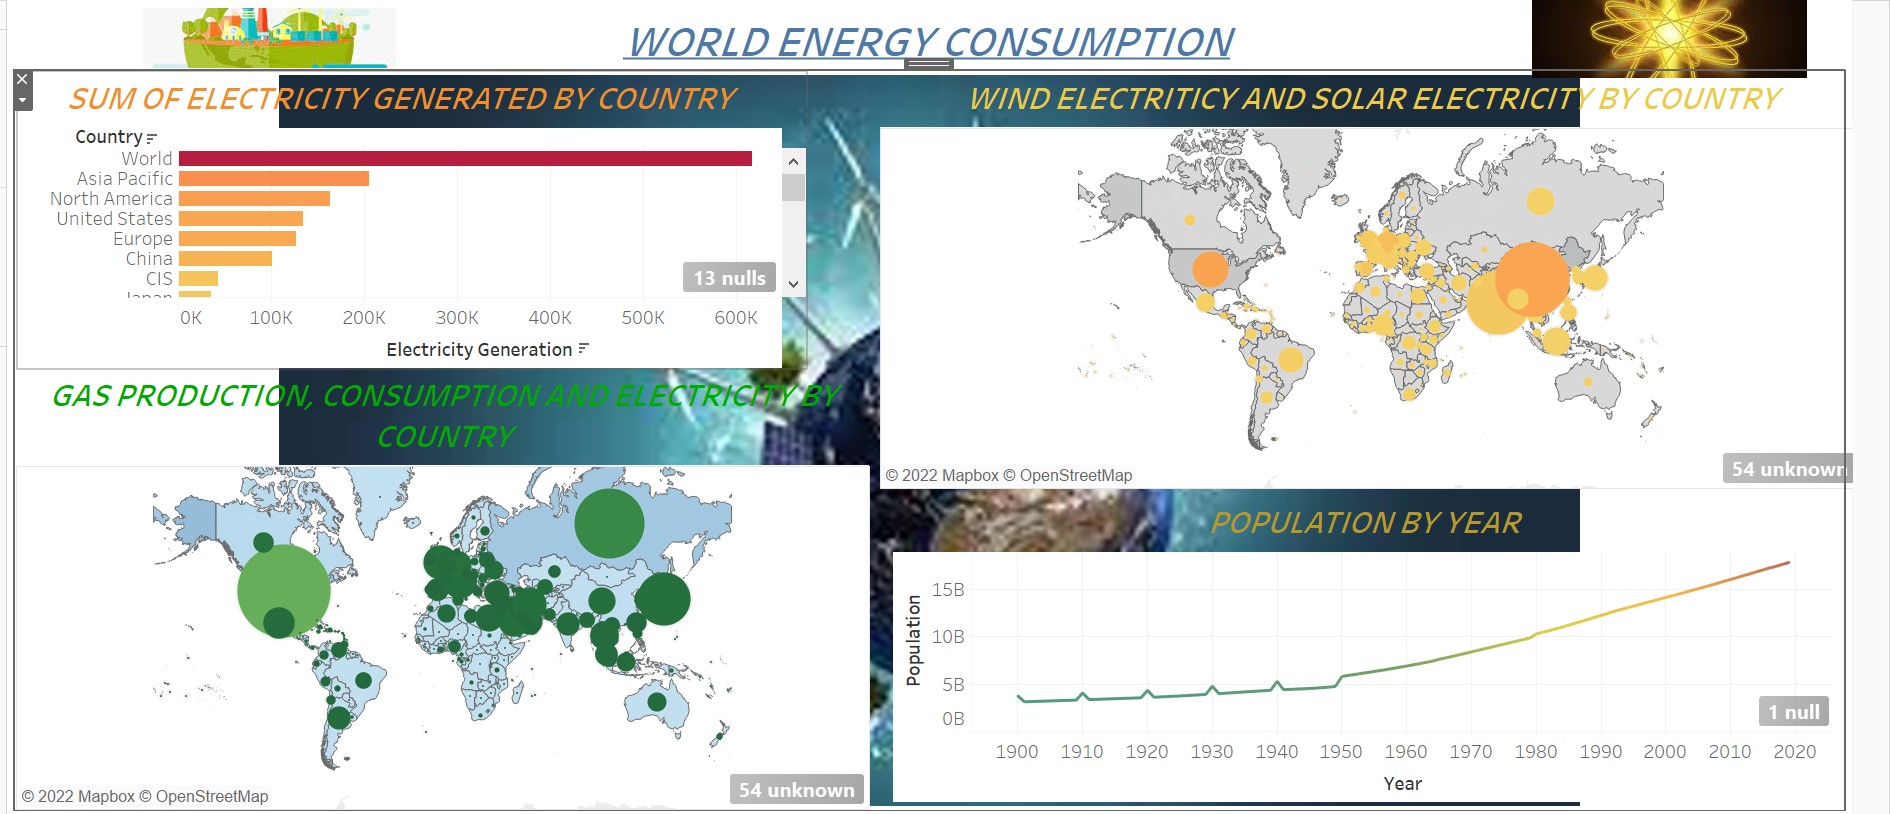 WORLD ENERGY CONSUMPTION
SUM OF ELECTRICITY GENERATED BY COUNTRY
Country
World
Asia Pacific
North America
United States
Europe
China
CIS
Japan
13 nulls
0K 100K 200K 300K 400K 500K 600K
Electricity Generation
WIND ELECTRITICY AND SOLAR ELECTRICITY BY COUNTRY
© 2022 Mapbox © OpenStreetMap
54 unknown
GAS PRODUCTION, CONSUMPTION AND ELECTRICITY BY
COUNTRY
© 2022 Mapbox © OpenStreetMap
54 unknown
POPULATION BY YEAR
Population
15B
10B
5B
0B
1 null
1900 1910 1920 1930 1940 1950 1960 1970 1980 1990 2000 2010 2020
Year